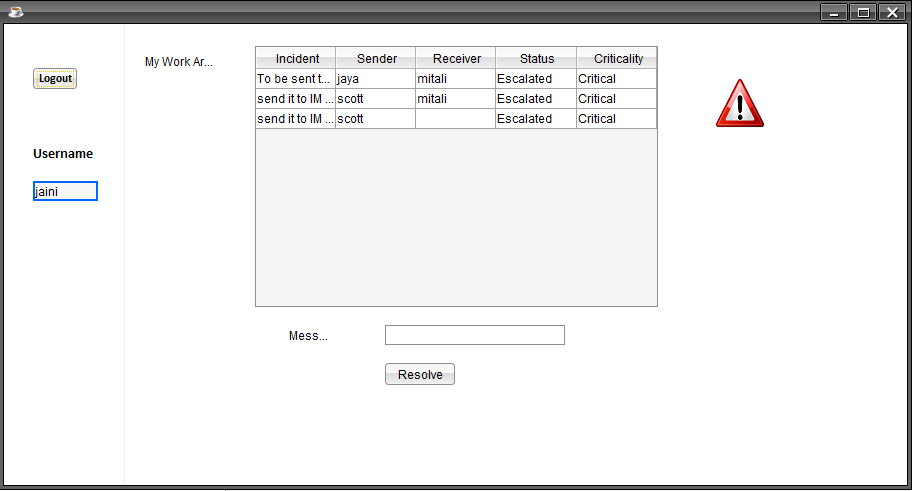 Logout
Username
jaini
My Work Ar...
Incident Sender Receiver Status Criticality
To be sent t... jaya mitali Escalated Critical
send it to IM ... scott mitali Escalated Critical
send it to IM ... scott Escalated Critical
Mess...
Resolve